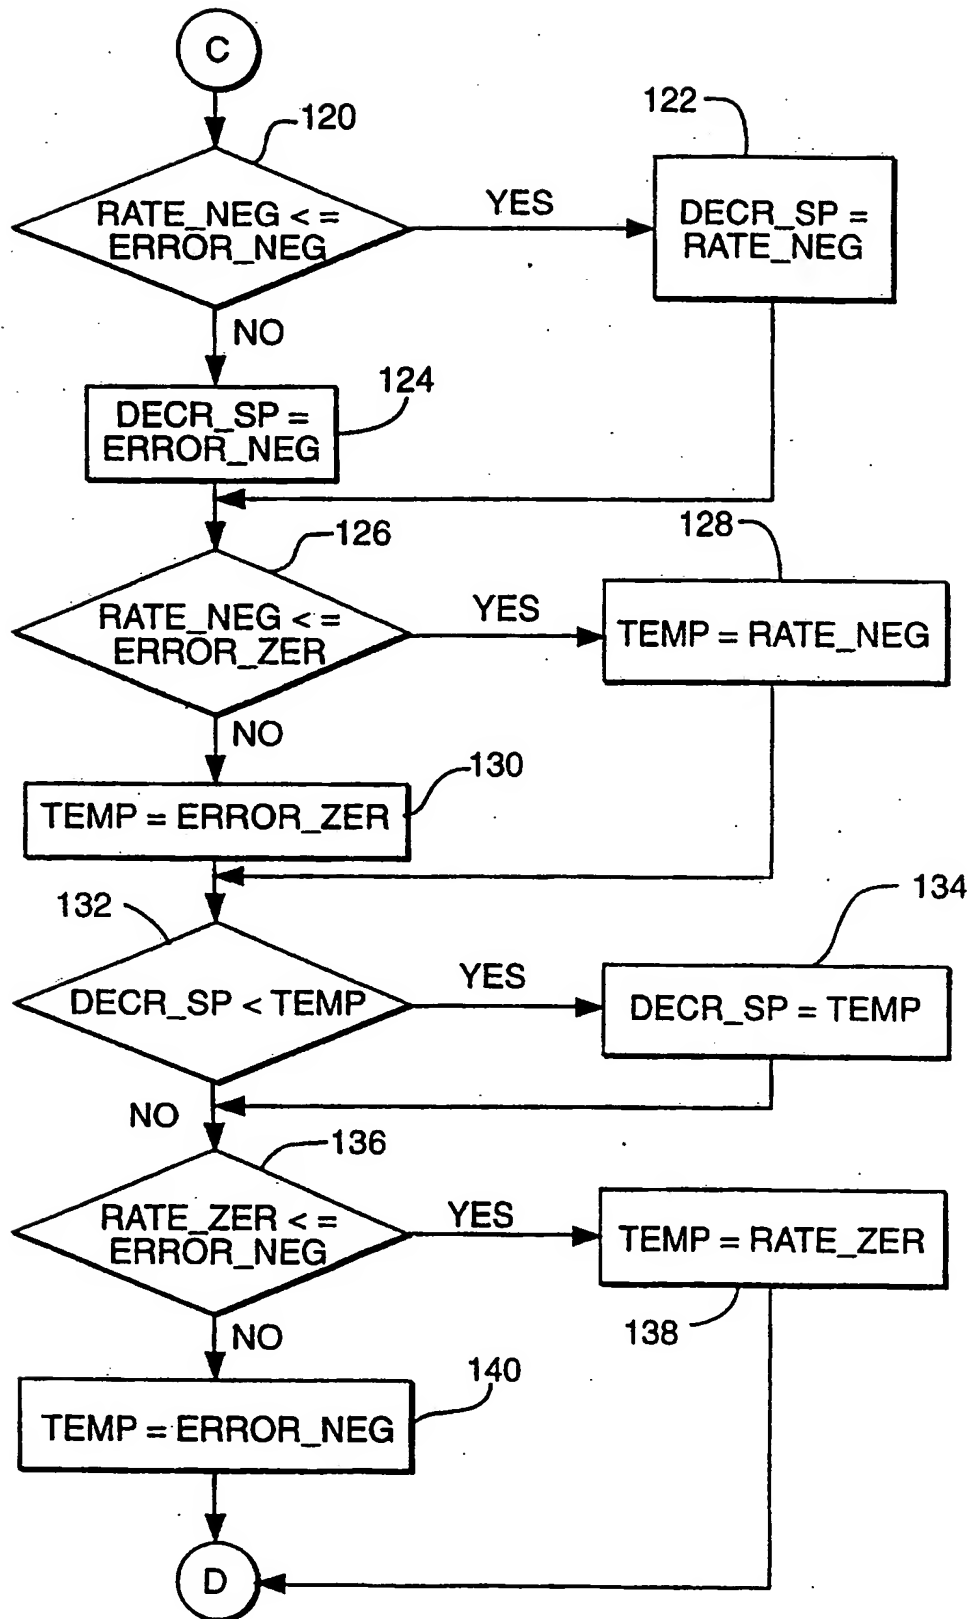 C
120
122
RATE_NEG < =
ERROR_NEG
YES
DECR_SP =
RATE_NEG
NO
124
DECR_SP =
ERROR_NEG
126
128
RATE_NEG < =
ERROR_ZER
YES
TEMP = RATE_NEG
NO
130
TEMP = ERROR_ZER
132
134
DECR_SP < TEMP
YES
DECR_SP = TEMP
NO
136
RATE_ZER < =
ERROR_NEG
YES
TEMP = RATE_ZER
138
NO
140
TEMP = ERROR_NEG
D